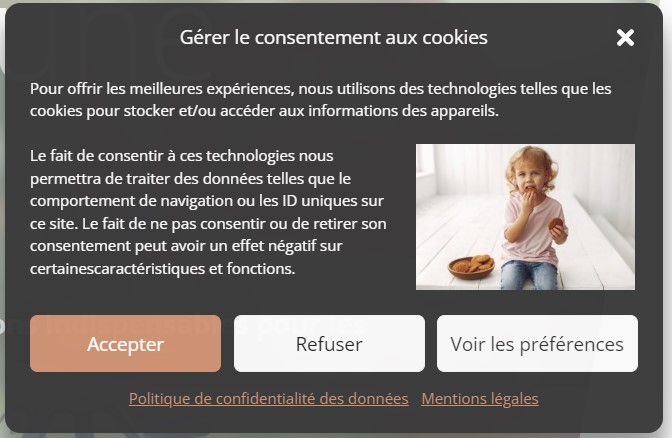 Gérer le consentement aux cookies
Pour offrir les meilleures expériences, nous utilisons des technologies telles que les
cookies pour stocker et/ou accéder aux informations des appareils.
Le fait de consentir à ces technologies nous
permettra de traiter des données telles que le
comportement de navigation ou les ID uniques sur
ce site. Le fait de ne pas consentir ou de retirer son
consentement peut avoir un effet négatif sur
certainescaractéristiques et fonctions.
Accepter
Refuser
Voir les préférences
Politique de confidentialité des données
Mentions légales